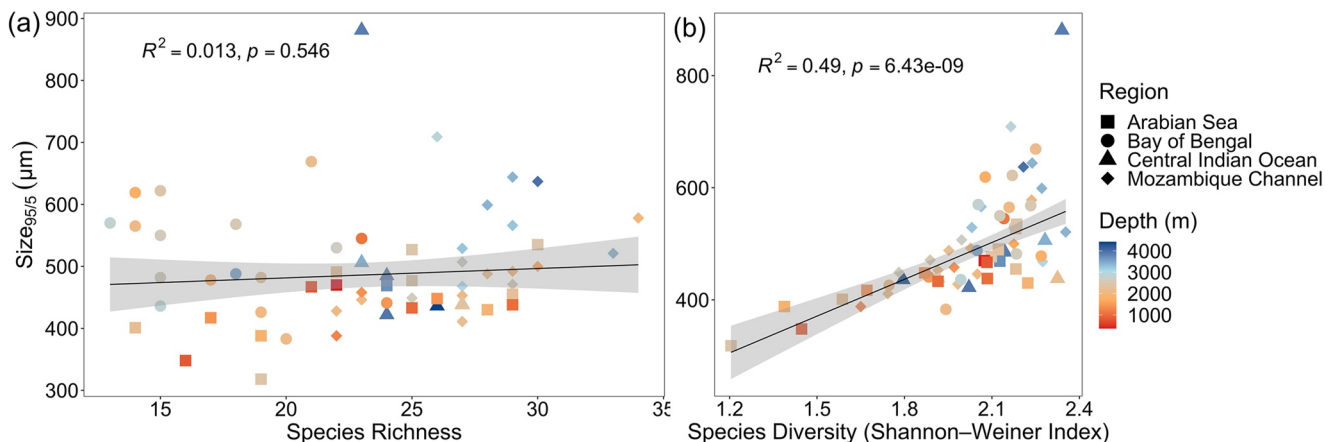 (a)
R² = 0.013, p = 0.546
900
800
700
600
500
400
300
Size95/5 (µm)
15
20
25
30
35
Species Richness
(b)
R² = 0.49, p = 6.43e-09
800
600
400
1.2
1.5
1.8
2.1
2.4
Species Diversity (Shannon–Weiner Index)
Region
Arabian Sea
Bay of Bengal
Central Indian Ocean
Mozambique Channel
Depth (m)
4000
3000
2000
1000